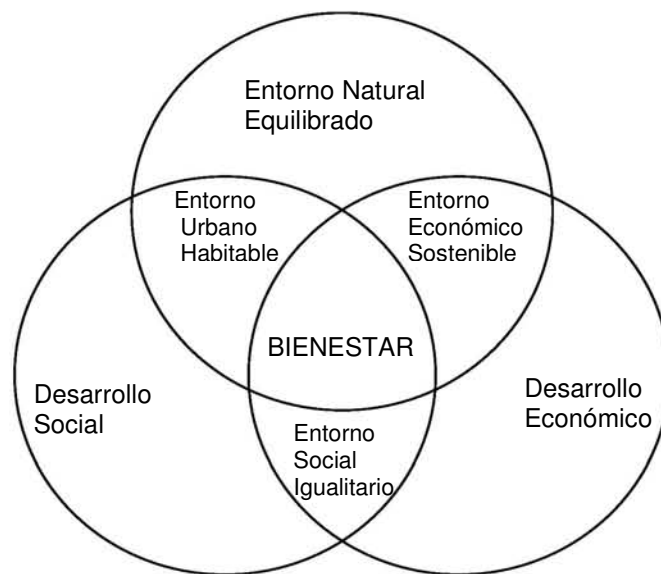 Entorno Natural
Equilibrado
Entorno
Urbano
Habitable
Entorno
Económico
Sostenible
BIENESTAR
Desarrollo
Social
Desarrollo
Económico
Entorno
Social
Igualitario